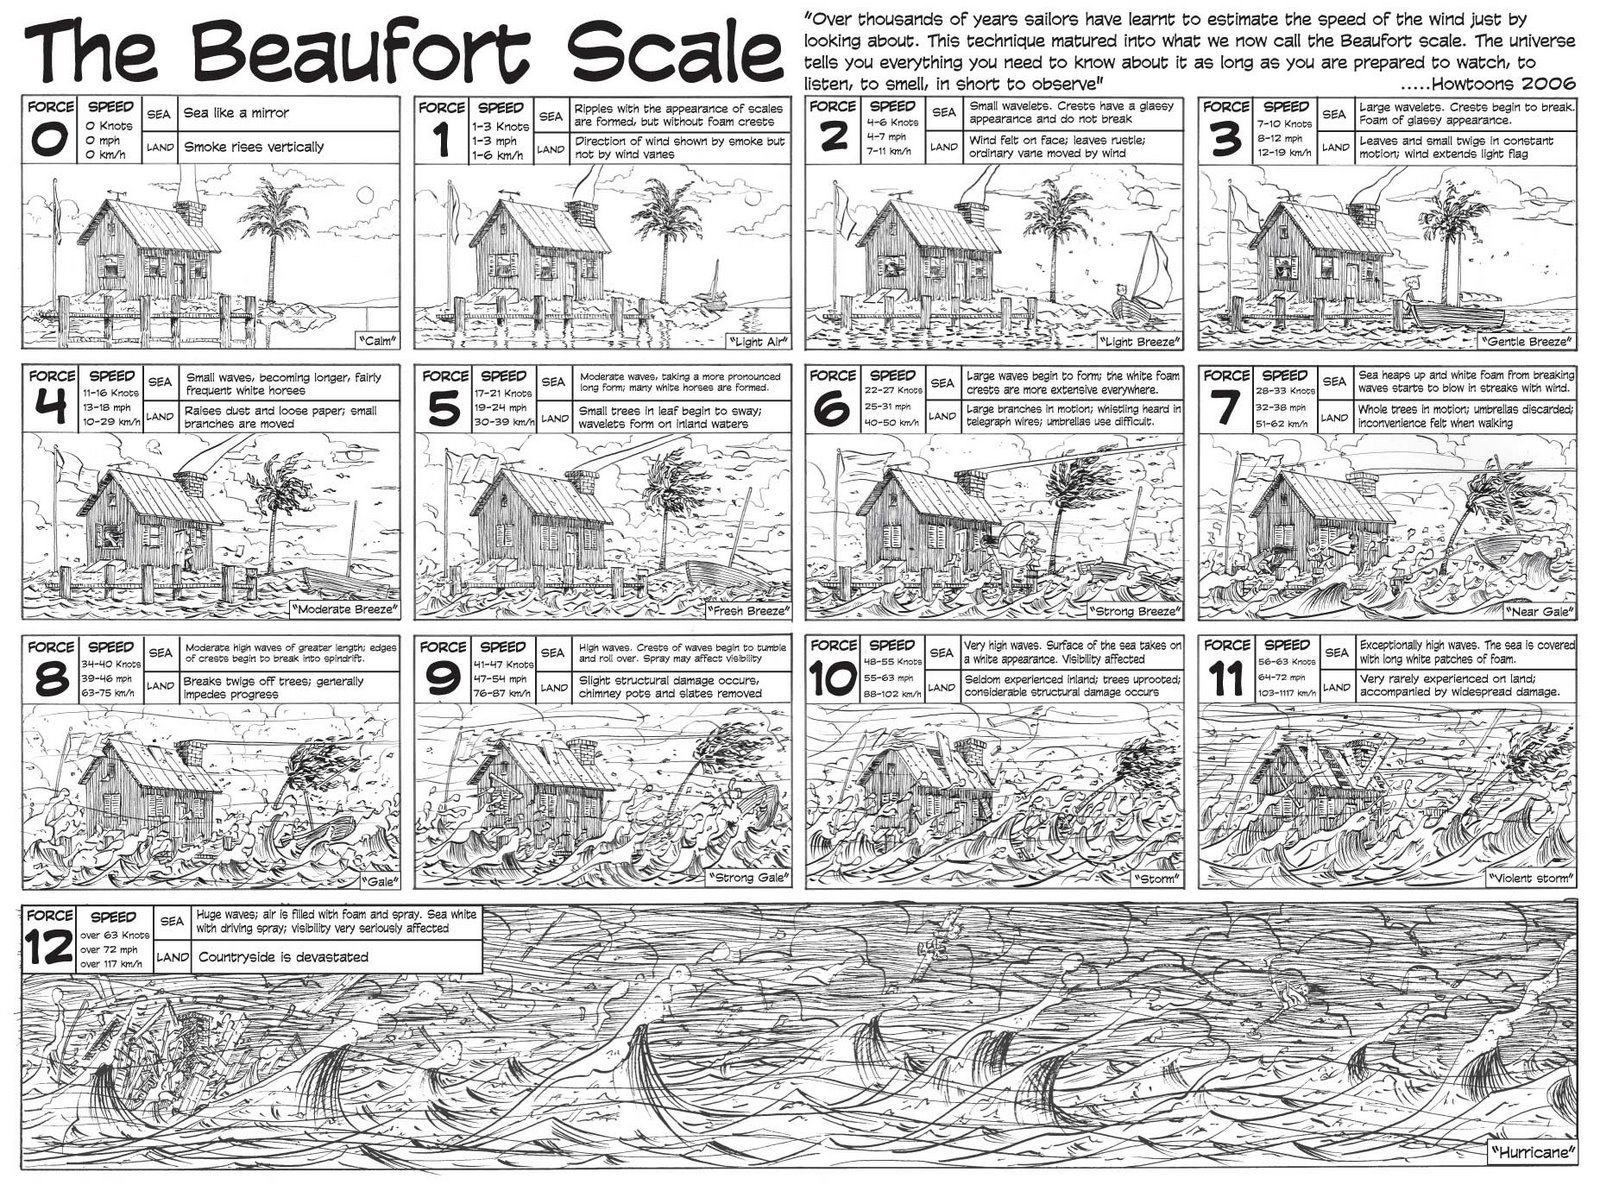 The Beaufort Scale
"Over thousands of years sailors have learnt to estimate the speed of the wind just by
looking about. This technique matured into what we now call the Beaufort scale. The universe
tells you everything you need to know about it as long as you are prepared to watch, to
listen, to smell, in short to observe"
.....Howtoons 2006
FORCE
0
SPEED
0 Knots
0 mph
0 km/h
SEA
Sea like a mirror
LAND
Smoke rises vertically
"Calm"
FORCE
1
SPEED
1-3 Knots
1-3 mph
1-6 km/h
SEA
Ripples with the appearance of scales
are formed, but without foam crests
LAND
Direction of wind shown by smoke but
not by wind vanes
"Light Air"
FORCE
2
SPEED
4-6 Knots
4-7 mph
7-11 km/h
SEA
Small wavelets. Crests have a glassy
appearance and do not break
LAND
Wind felt on face; leaves rustle;
ordinary vane moved by wind
"Light Breeze"
FORCE
3
SPEED
7-10 Knots
8-12 mph
12-19 km/h
SEA
Large wavelets. Crests begin to break.
Foam of glassy appearance.
LAND
Leaves and small twigs in constant
motion; wind extends light flag
"Gentle Breeze"
FORCE
4
SPEED
11-16 Knots
13-18 mph
10-29 km/h
SEA
Small waves, becoming longer, fairly
frequent white horses
LAND
Raises dust and loose paper; small
branches are moved
"Moderate Breeze"
FORCE
5
SPEED
17-21 Knots
19-24 mph
30-39 km/h
SEA
Moderate waves, taking a more pronounced
long form; many white horses are formed.
LAND
Small trees in leaf begin to sway;
wavelets form on inland waters
"Fresh Breeze"
FORCE
6
SPEED
22-27 Knots
25-31 mph
40-50 km/h
SEA
Large waves begin to form; the white foam
crests are more extensive everywhere.
LAND
Large branches in motion; whistling heard in
telegraph wires; umbrellas use difficult.
"Strong Breeze"
FORCE
7
SPEED
28-33 Knots
32-38 mph
51-62 km/h
SEA
Sea heaps up and white foam from breaking
waves starts to blow in streaks with wind.
LAND
Whole trees in motion; umbrellas discarded;
inconvenience felt when walking
"Near Gale"
FORCE
8
SPEED
34-40 Knots
39-46 mph
63-75 km/h
SEA
Moderate high waves of greater length; edges
of crests begin to break into spindrift.
LAND
Breaks twigs off trees; generally
impedes progress
"Gale"
FORCE
9
SPEED
41-47 Knots
47-54 mph
76-87 km/h
SEA
High waves. Crests of waves begin to tumble
and roll over. Spray may affect visibility
LAND
Slight structural damage occurs,
chimney pots and slates removed
"Strong Gale"
FORCE
10
SPEED
48-55 Knots
55-63 mph
88-102 km/h
SEA
Very high waves. Surface of the sea takes on
a white appearance. Visibility affected
LAND
Seldom experienced inland; trees uprooted;
considerable structural damage occurs
"Storm"
FORCE
11
SPEED
56-63 Knots
64-72 mph
103-1117 km/h
SEA
Exceptionally high waves. The sea is covered
with long white patches of foam.
LAND
Very rarely experienced on land;
accompanied by widespread damage.
"Violent storm"
FORCE
12
SPEED
over 63 Knots
over 72 mph
over 117 km/h
SEA
Huge waves; air is filled with foam and spray. Sea white
with driving spray; visibility very seriously affected
LAND
Countryside is devastated
"Hurricane"